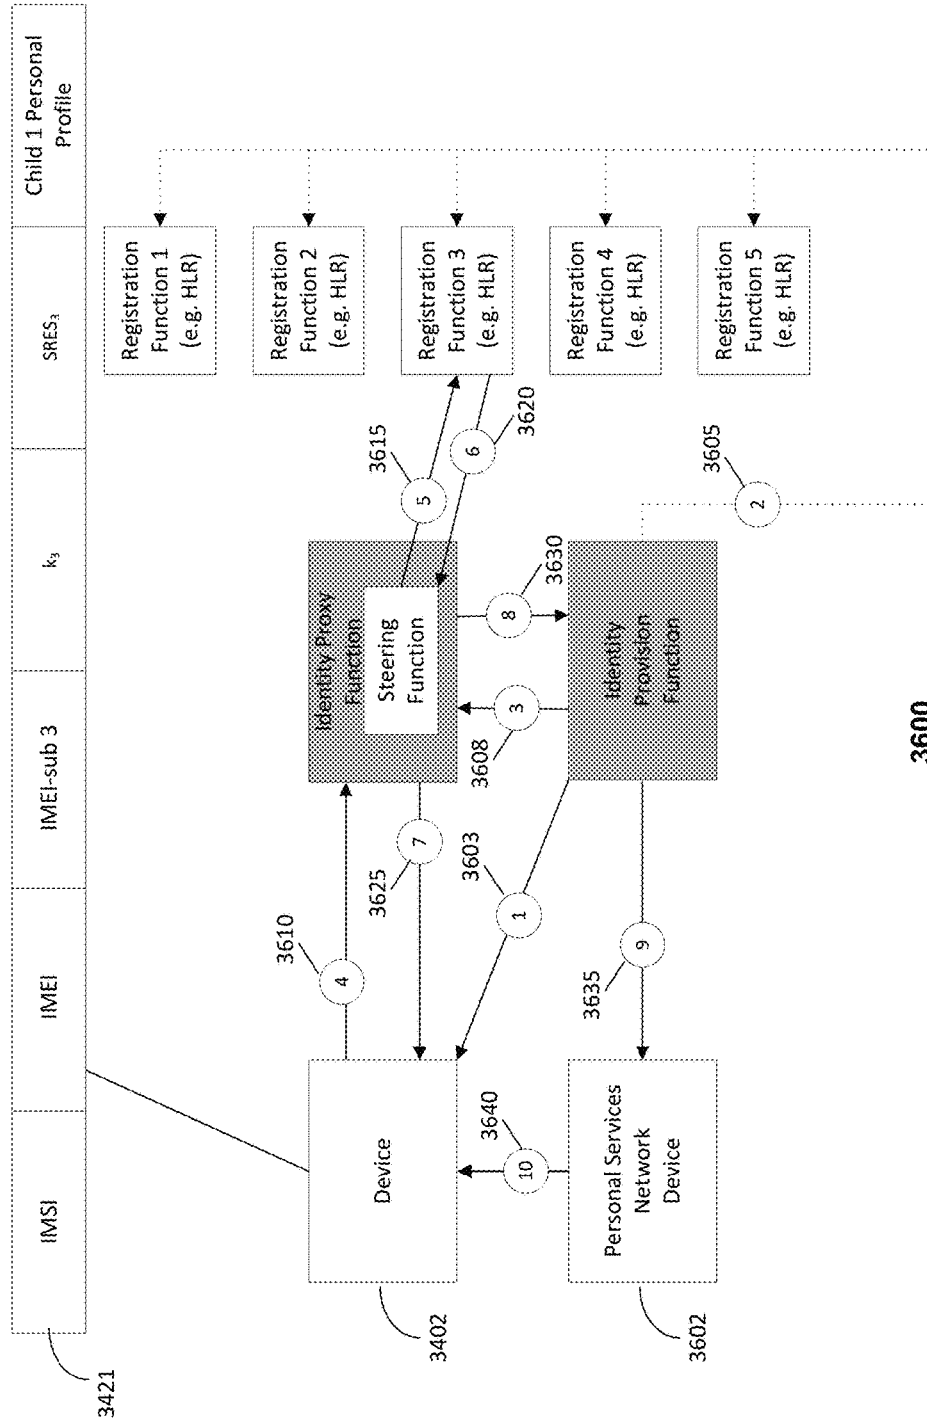 IMSI
IMEI
IMEI-sub 3
k₃
SRES₃
Child 1 Personal
Profile
3421
Device
3402
Personal Services
Network
Device
3602
Identity Proxy
Function
Steering
Function
Identity
Provision
Function
Registration
Function 1
(e.g. HLR)
Registration
Function 2
(e.g. HLR)
Registration
Function 3
(e.g. HLR)
Registration
Function 4
(e.g. HLR)
Registration
Function 5
(e.g. HLR)
4
3610
7
3625
1
3603
9
3635
10
3640
3
3608
8
3630
5
3615
6
3620
2
3605
3600